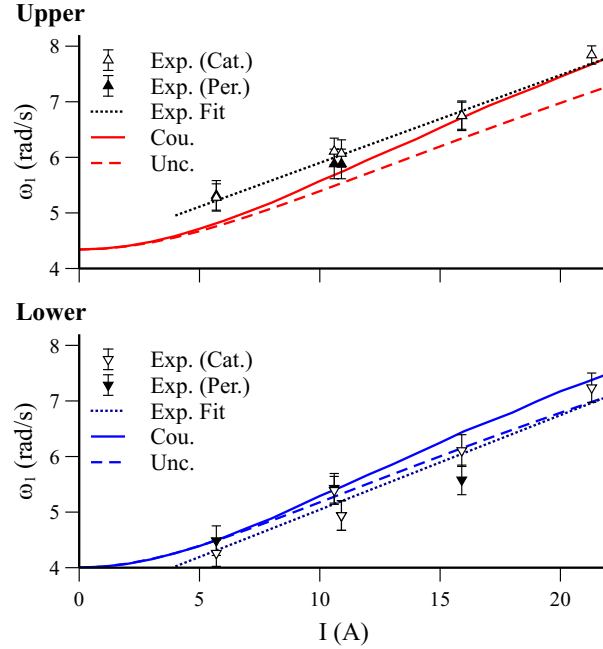 Upper
8
7
6
5
4
ω₁ (rad/s)
Exp. (Cat.)
Exp. (Per.)
Exp. Fit
Cou.
Unc.
Lower
8
7
6
5
4
ω₁ (rad/s)
Exp. (Cat.)
Exp. (Per.)
Exp. Fit
Cou.
Unc.
0 5 10 15 20
I (A)